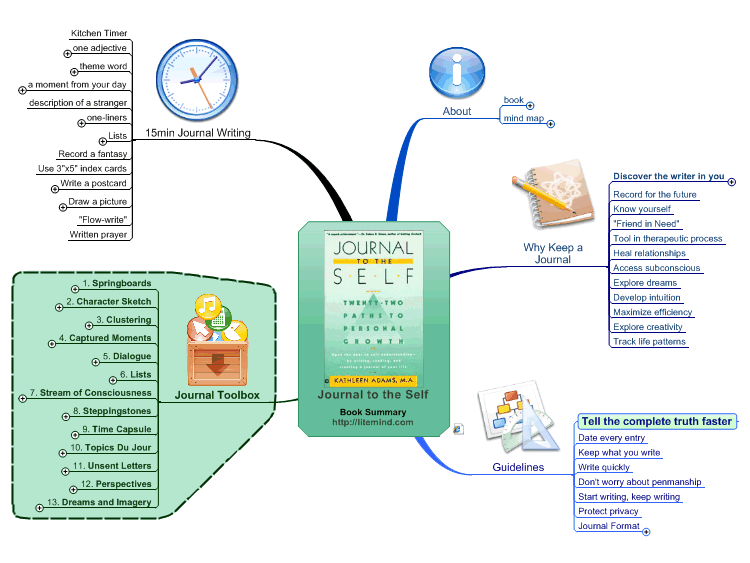 Kitchen Timer
one adjective
theme word
a moment from your day
description of a stranger
one-liners
Lists
Record a fantasy
Use 3"x5" index cards
Write a postcard
Draw a picture
"Flow-write"
Written prayer
15min Journal Writing
About
book
mind map
Why Keep a
Journal
Discover the writer in you
Record for the future
Know yourself
"Friend in Need"
Tool in therapeutic process
Heal relationships
Access subconscious
Explore dreams
Develop intuition
Maximize efficiency
Explore creativity
Track life patterns
JOURNAL
TO THE
SELF
TWENTY-TWO
PATHS TO
PERSONAL
GROWTH
KATHLEEN ADAMS, M.A.
Journal to the Self
Book Summary
http://litemind.com
1. Springboards
2. Character Sketch
3. Clustering
4. Captured Moments
5. Dialogue
6. Lists
7. Stream of Consciousness
8. Steppingstones
9. Time Capsule
10. Topics Du Jour
11. Unsent Letters
12. Perspectives
13. Dreams and Imagery
Journal Toolbox
Guidelines
Tell the complete truth faster
Date every entry
Keep what you write
Write quickly
Don't worry about penmanship
Start writing, keep writing
Protect privacy
Journal Format